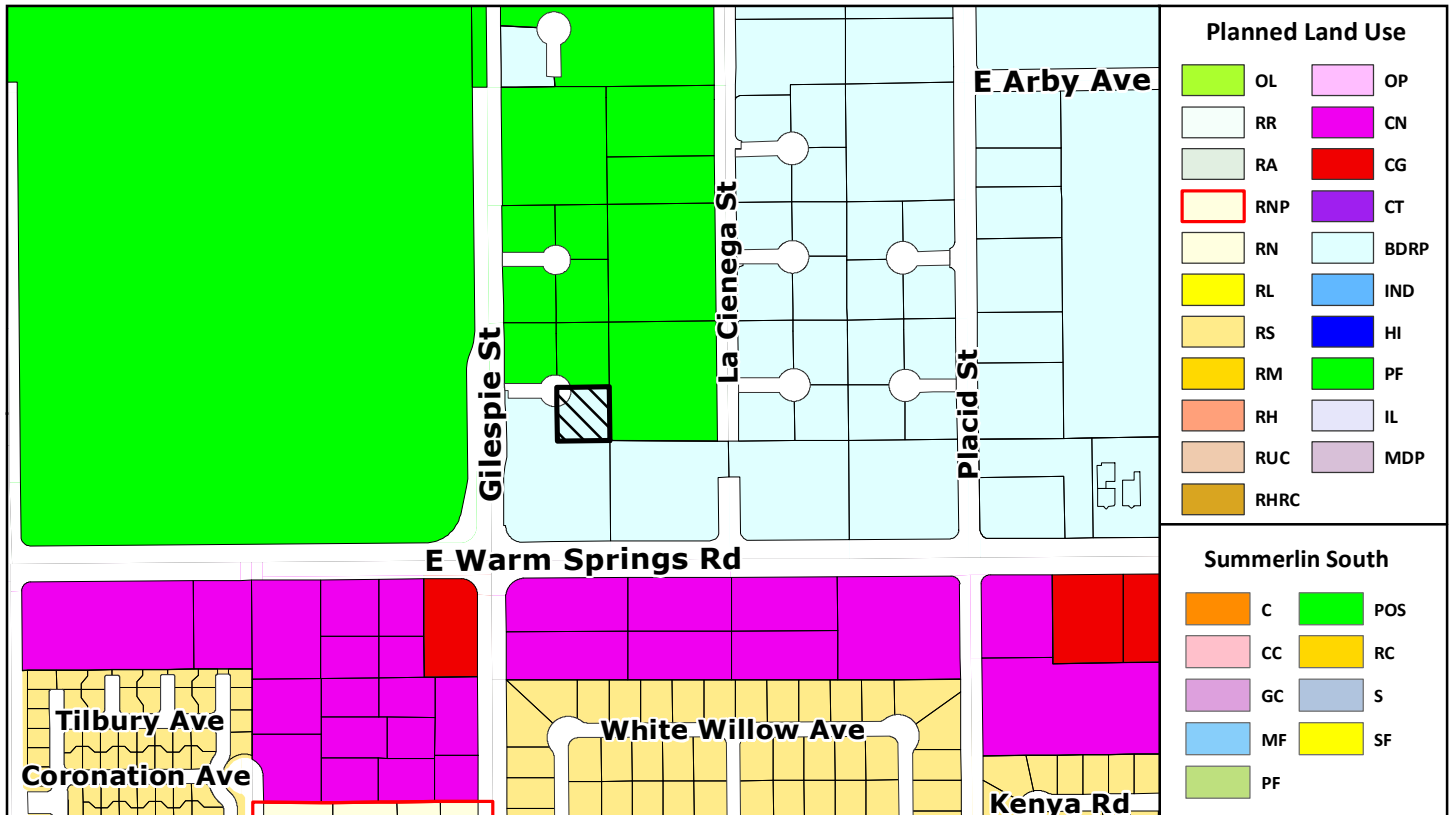 E Arby Ave
La Cienega St
Gilespie St
Placid St
E Warm Springs Rd
Tilbury Ave
White Willow Ave
Coronation Ave
Kenya Rd
Planned Land Use
OL OP
RR CN
RA CG
RNP CT
RN BDRP
RL IND
RS HI
RM PF
RH IL
RUC MDP
RHRC
Summerlin South
C POS
CC RC
GC S
MF SF
PF